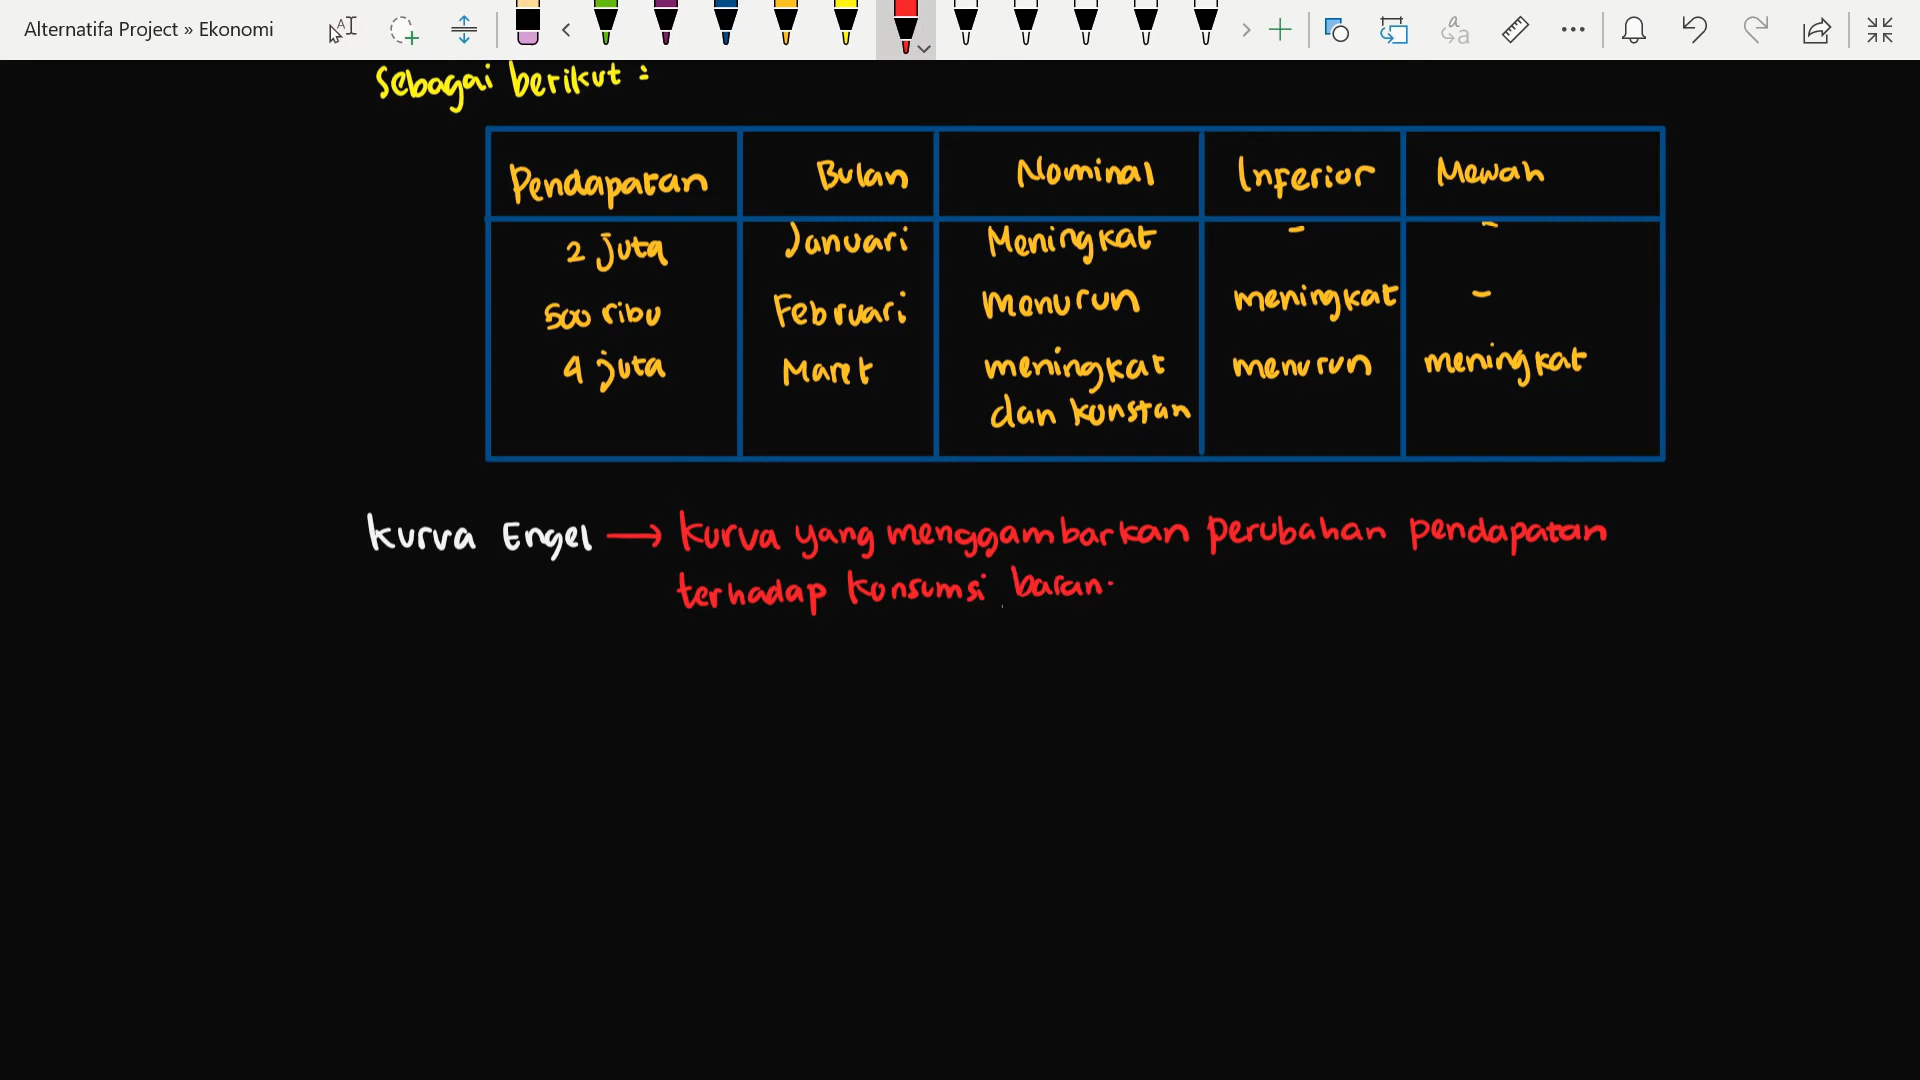 Alternatifa Project » Ekonomi
Sebagai berikut :
Pendapatan Bulan Nominal Inferior Mewah
2 juta Januari Meningkat - -
500 ribu Februari menurun meningkat -
4 juta Maret meningkat menurun meningkat
dan konstan
Kurva Engel → Kurva yang menggambarkan perubahan pendapatan
terhadap konsumsi baran